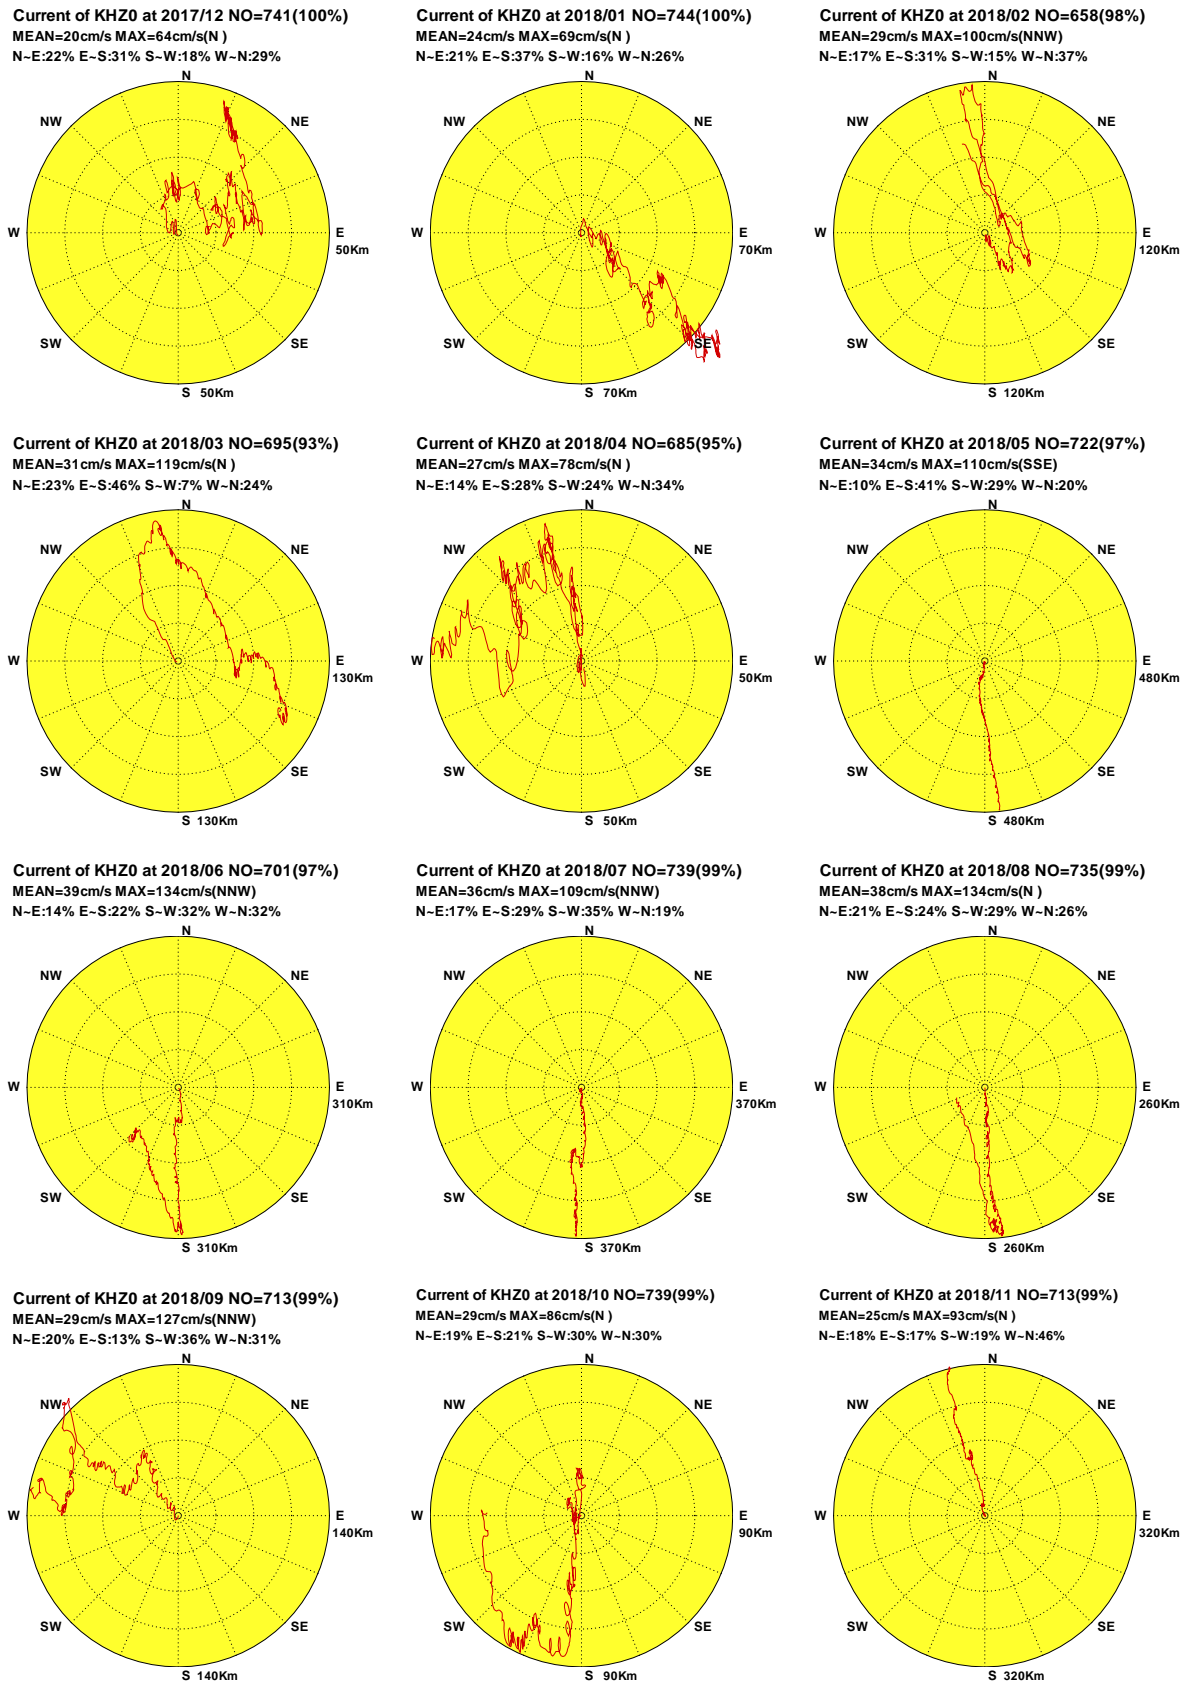 Current of KHZ0 at 2017/12 NO=741(100%)
MEAN=20cm/s MAX=64cm/s(N )
N~E:22% E~S:31% S~W:18% W~N:29%
N
NW
NE
W
E
50Km
SW
SE
S 50Km
Current of KHZ0 at 2018/01 NO=744(100%)
MEAN=24cm/s MAX=69cm/s(N )
N~E:21% E~S:37% S~W:16% W~N:26%
N
NW
NE
W
E
70Km
SW
SE
S 70Km
Current of KHZ0 at 2018/02 NO=658(98%)
MEAN=29cm/s MAX=100cm/s(NNW)
N~E:17% E~S:31% S~W:15% W~N:37%
N
NW
NE
W
E
120Km
SW
SE
S 120Km
Current of KHZ0 at 2018/03 NO=695(93%)
MEAN=31cm/s MAX=119cm/s(N )
N~E:23% E~S:46% S~W:7% W~N:24%
N
NW
NE
W
E
130Km
SW
SE
S 130Km
Current of KHZ0 at 2018/04 NO=685(95%)
MEAN=27cm/s MAX=78cm/s(N )
N~E:14% E~S:28% S~W:24% W~N:34%
N
NW
NE
W
E
50Km
SW
SE
S 50Km
Current of KHZ0 at 2018/05 NO=722(97%)
MEAN=34cm/s MAX=110cm/s(SSE)
N~E:10% E~S:41% S~W:29% W~N:20%
N
NW
NE
W
E
480Km
SW
SE
S 480Km
Current of KHZ0 at 2018/06 NO=701(97%)
MEAN=39cm/s MAX=134cm/s(NNW)
N~E:14% E~S:22% S~W:32% W~N:32%
N
NW
NE
W
E
310Km
SW
SE
S 310Km
Current of KHZ0 at 2018/07 NO=739(99%)
MEAN=36cm/s MAX=109cm/s(NNW)
N~E:17% E~S:29% S~W:35% W~N:19%
N
NW
NE
W
E
370Km
SW
SE
S 370Km
Current of KHZ0 at 2018/08 NO=735(99%)
MEAN=38cm/s MAX=134cm/s(N )
N~E:21% E~S:24% S~W:29% W~N:26%
N
NW
NE
W
E
260Km
SW
SE
S 260Km
Current of KHZ0 at 2018/09 NO=713(99%)
MEAN=29cm/s MAX=127cm/s(NNW)
N~E:20% E~S:13% S~W:36% W~N:31%
N
NW
NE
W
E
140Km
SW
SE
S 140Km
Current of KHZ0 at 2018/10 NO=739(99%)
MEAN=29cm/s MAX=86cm/s(N )
N~E:19% E~S:21% S~W:30% W~N:30%
N
NW
NE
W
E
90Km
SW
SE
S 90Km
Current of KHZ0 at 2018/11 NO=713(99%)
MEAN=25cm/s MAX=93cm/s(N )
N~E:18% E~S:17% S~W:19% W~N:46%
N
NW
NE
W
E
320Km
SW
SE
S 320Km